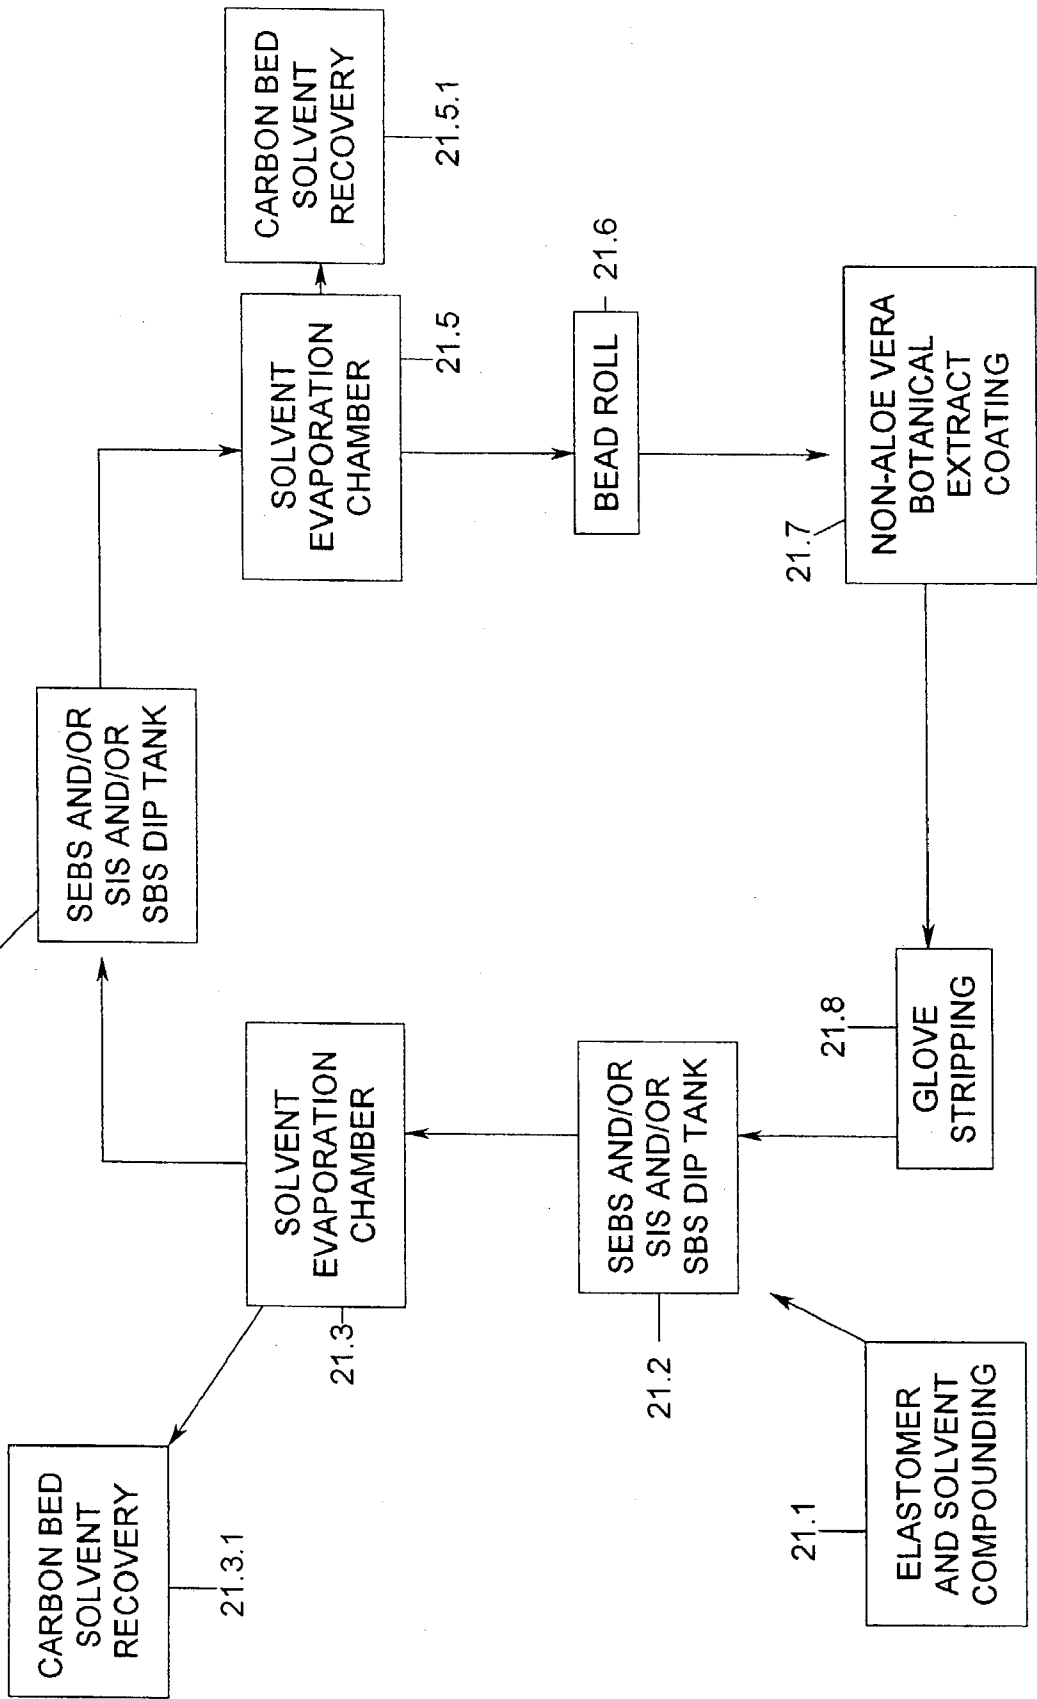 CARBON BED
SOLVENT
RECOVERY
21.3.1
SOLVENT
EVAPORATION
CHAMBER
21.3
SEBS AND/OR
SIS AND/OR
SBS DIP TANK
21.2
ELASTOMER
AND SOLVENT
COMPOUNDING
21.1
SEBS AND/OR
SIS AND/OR
SBS DIP TANK
SOLVENT
EVAPORATION
CHAMBER
21.5
CARBON BED
SOLVENT
RECOVERY
21.5.1
BEAD ROLL
21.6
NON-ALOE VERA
BOTANICAL
EXTRACT
COATING
21.7
GLOVE
STRIPPING
21.8